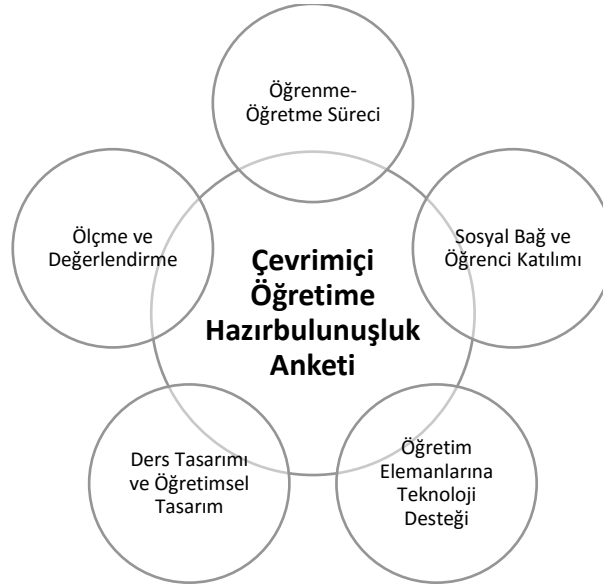 Öğrenme-
Öğretme Süreci
Ölçme ve
Değerlendirme
Sosyal Bağ ve
Öğrenci Katılımı
Çevrimiçi
Öğretime
Hazırbulunuşluk
Anketi
Ders Tasarımı
ve Öğretimsel
Tasarım
Öğretim
Elemanlarına
Teknoloji
Desteği